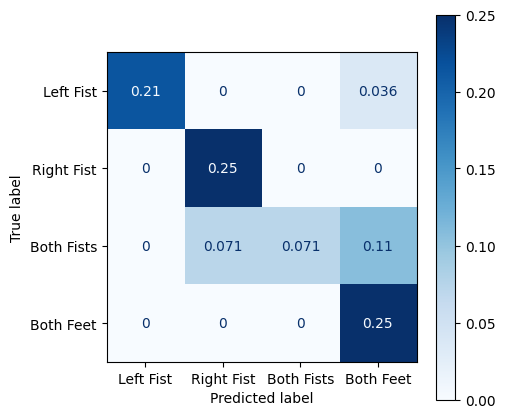 0.25
Left Fist 0.21 0 0 0.036
0.20
Right Fist 0 0.25 0 0
0.15
True label
0.10
Both Fists 0 0.071 0.071 0.11
0.05
Both Feet 0 0 0 0.25
0.00
Left Fist Right Fist Both Fists Both Feet
Predicted label